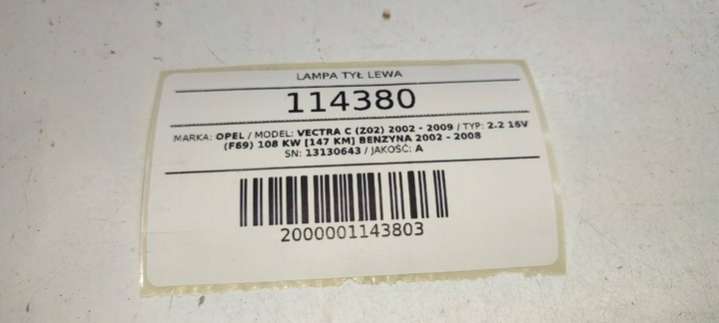 LAMPA TYŁ LEWA
114380
MARKA: OPEL / MODEL: VECTRA C (Z02) 2002 - 2009 / TYP: 2.2 16V
(F69) 108 KW [147 KM] BENZYNA 2002 - 2008
SN: 13130643 / JAKOŚĆ: A
2000001143803